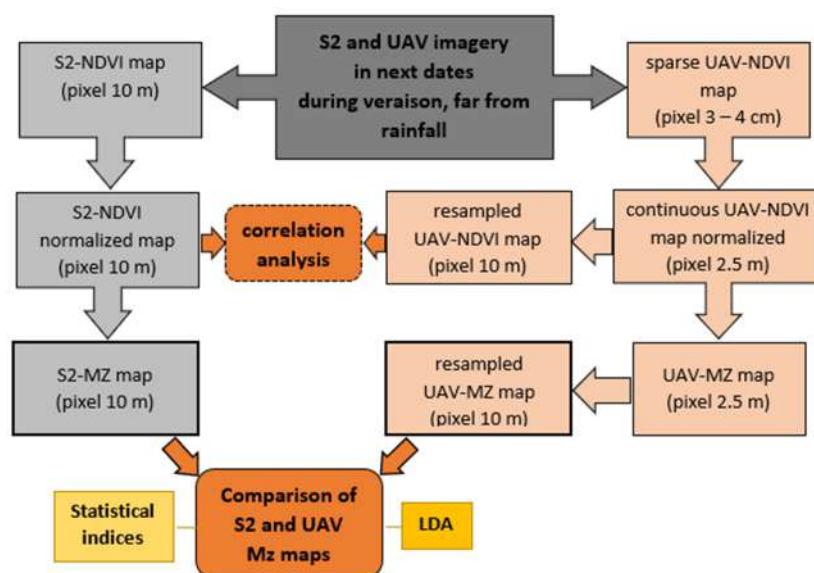 S2-NDVI map
(pixel 10 m)
S2 and UAV imagery
in next dates
during veraison, far from
rainfall
sparse UAV-NDVI
map
(pixel 3 – 4 cm)
S2-NDVI
normalized map
(pixel 10 m)
correlation
analysis
resampled
UAV-NDVI map
(pixel 10 m)
continuous UAV-NDVI
map normalized
(pixel 2.5 m)
S2-MZ map
(pixel 10 m)
resampled
UAV-MZ map
(pixel 10 m)
UAV-MZ map
(pixel 2.5 m)
Statistical
indices
Comparison of
S2 and UAV
Mz maps
LDA